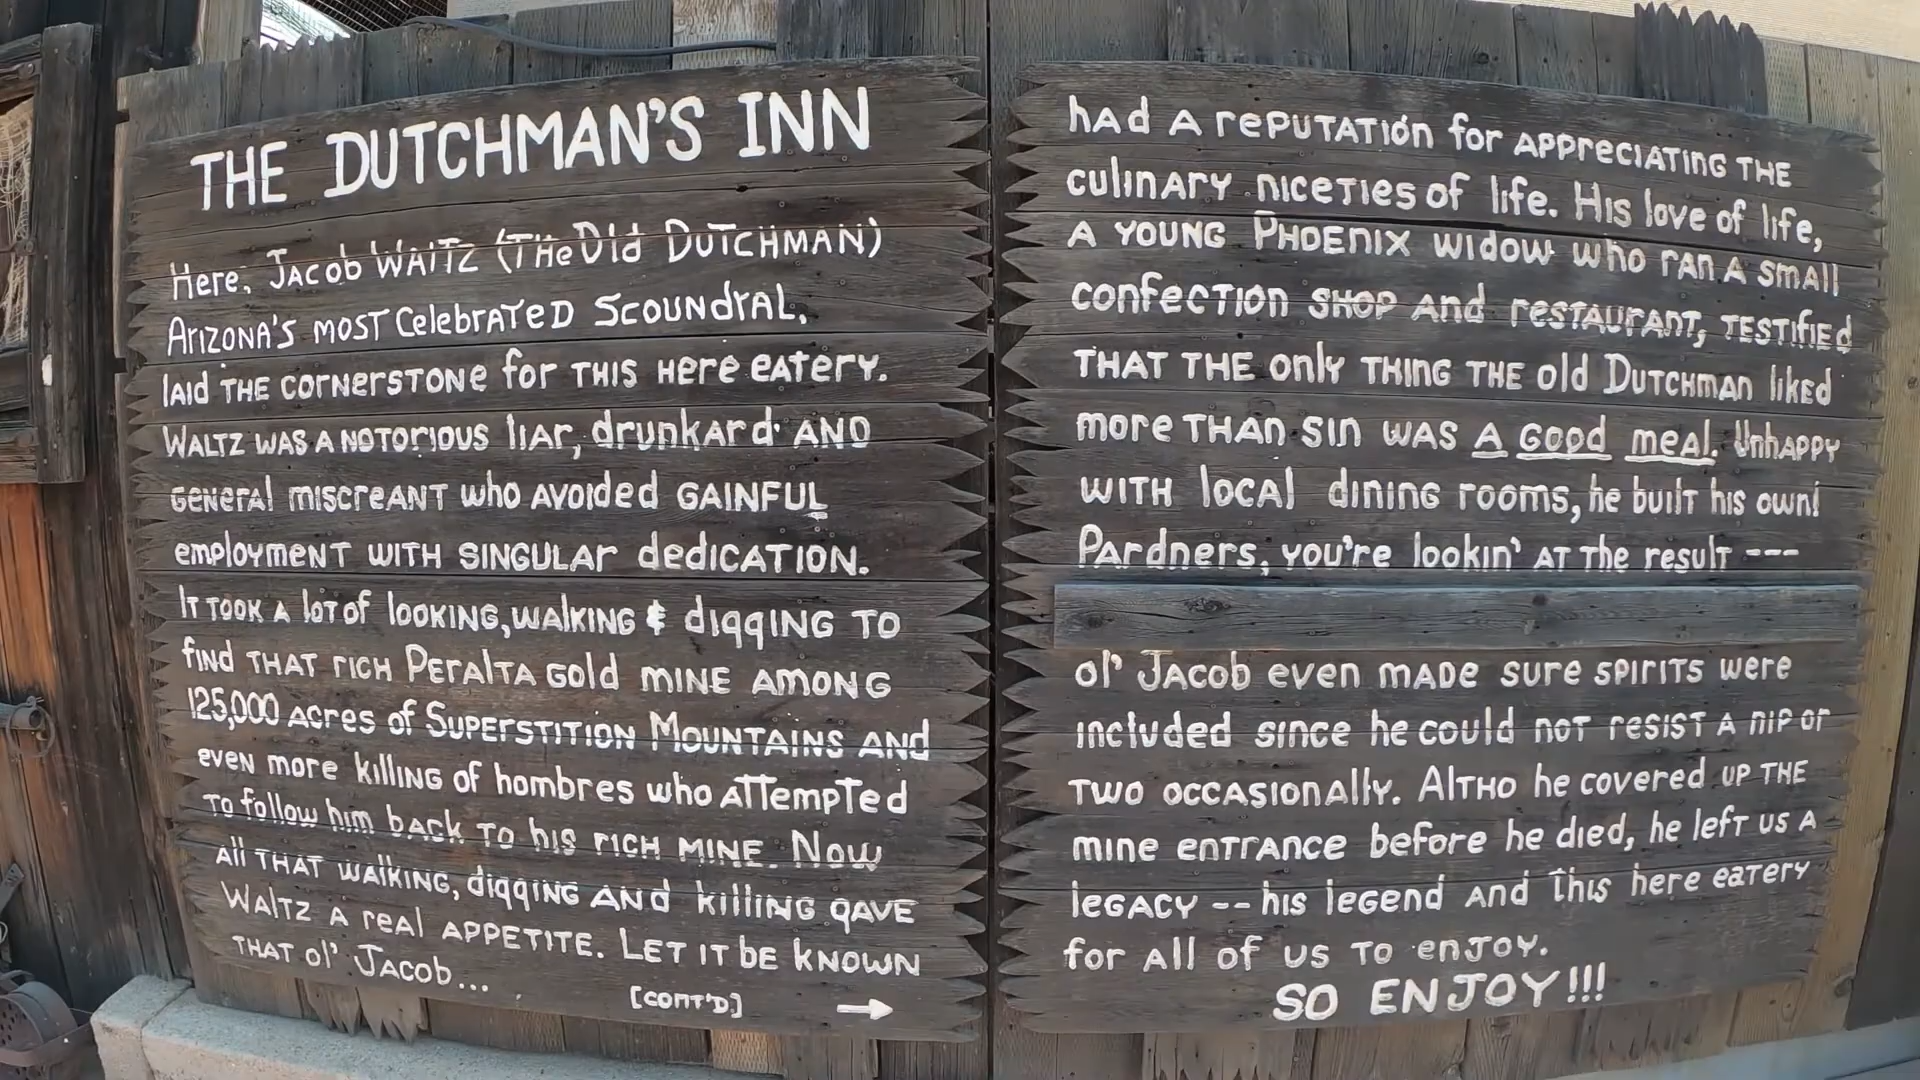 THE DUTCHMAN'S INN
Here, Jacob Waltz (The Old Dutchman)
Arizona's most celebrated Scoundral,
laid the cornerstone for this here eatery.
Waltz was a notorious liar, drunkard and
general miscreant who avoided gainful
employment with singular dedication.
It took a lot of looking, walking & digging to
find that rich Peralta gold mine among
125,000 acres of Superstition Mountains and
even more killing of hombres who attempted
to follow him back to his rich mine. Now
all that walking, digging and killing gave
Waltz a real appetite. Let it be known
that ol' Jacob...
[CONT'D] →
had a reputation for appreciating the
culinary niceties of life. His love of life,
a young Phoenix widow who ran a small
confection shop and restaurant, testified
that the only thing the old Dutchman liked
more than sin was a good meal. Unhappy
with local dining rooms, he built his own!
Pardners, you're lookin' at the result ---
ol' Jacob even made sure spirits were
included since he could not resist a nip or
two occasionally. Altho he covered up the
mine entrance before he died, he left us a
legacy -- his legend and this here eatery
for all of us to enjoy.
SO ENJOY!!!